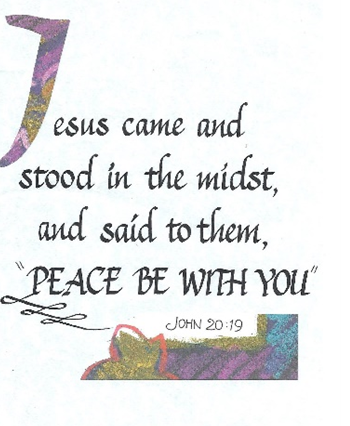 Jesus came and
stood in the midst,
and said to them,
"PEACE BE WITH YOU"
JOHN 20:19